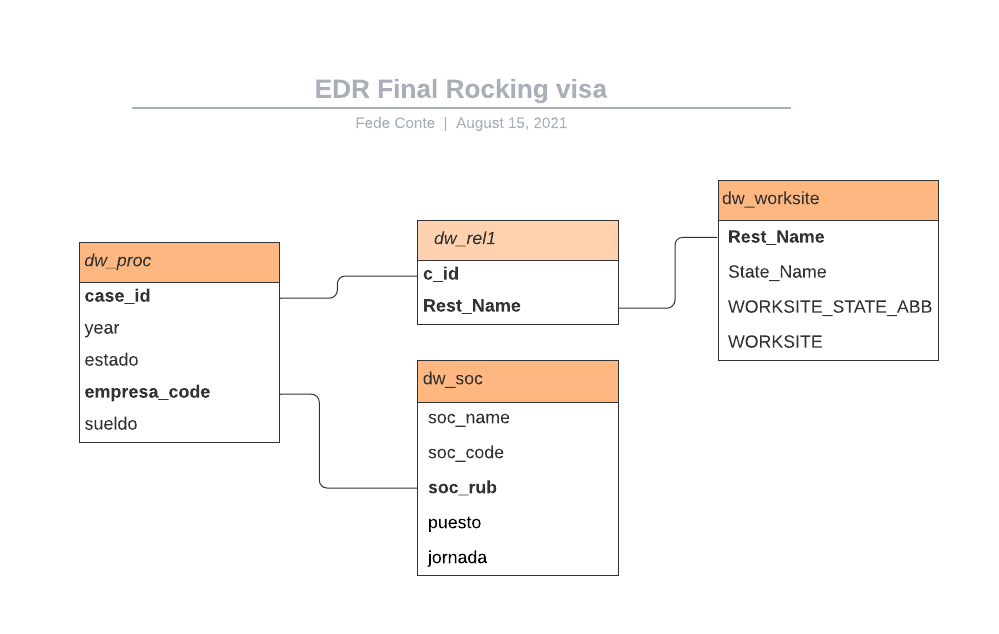 EDR Final Rocking visa
Fede Conte | August 15, 2021
dw_proc
case_id
year
estado
empresa_code
sueldo
dw_rel1
c_id
Rest_Name
dw_soc
soc_name
soc_code
soc_rub
puesto
jornada
dw_worksite
Rest_Name
State_Name
WORKSITE_STATE_ABB
WORKSITE